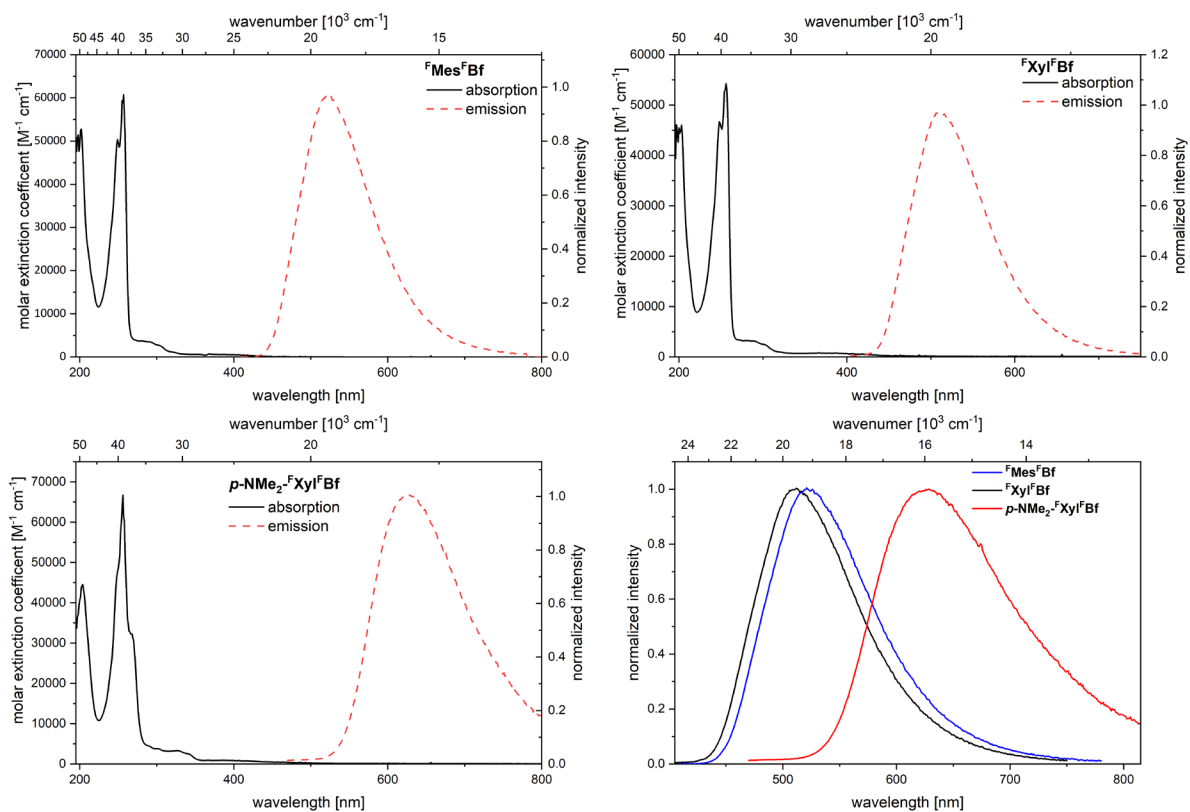 wavenumber [10³ cm⁻¹]
50 45 40 35 30 25 20 15
70000
60000
50000
40000
30000
20000
10000
0
molar extinction coefficient [M⁻¹ cm⁻¹]
ᶠMesᶠBf
absorption
emission
1.0
0.8
0.6
0.4
0.2
0.0
normalized intensity
200 400 600 800
wavelength [nm]
wavenumber [10³ cm⁻¹]
50 40 30 20
60000
50000
40000
30000
20000
10000
0
molar extinction coefficient [M⁻¹ cm⁻¹]
ᶠXylᶠBf
absorption
emission
1.2
1.0
0.8
0.6
0.4
0.2
0.0
normalized intensity
200 400 600
wavelength [nm]
wavenumber [10³ cm⁻¹]
50 40 30 20
70000
65000
60000
55000
50000
45000
40000
35000
30000
25000
20000
15000
10000
5000
0
molar extinction coefficient [M⁻¹ cm⁻¹]
p-NMe₂-ᶠXylᶠBf
absorption
emission
1.0
0.8
0.6
0.4
0.2
0.0
normalized intensity
200 400 600 800
wavelength [nm]
wavenumer [10³ cm⁻¹]
24 22 20 18 16 14
1.0
0.8
0.6
0.4
0.2
0.0
normalized intensity
ᶠMesᶠBf
ᶠXylᶠBf
p-NMe₂-ᶠXylᶠBf
500 600 700 800
wavelength [nm]